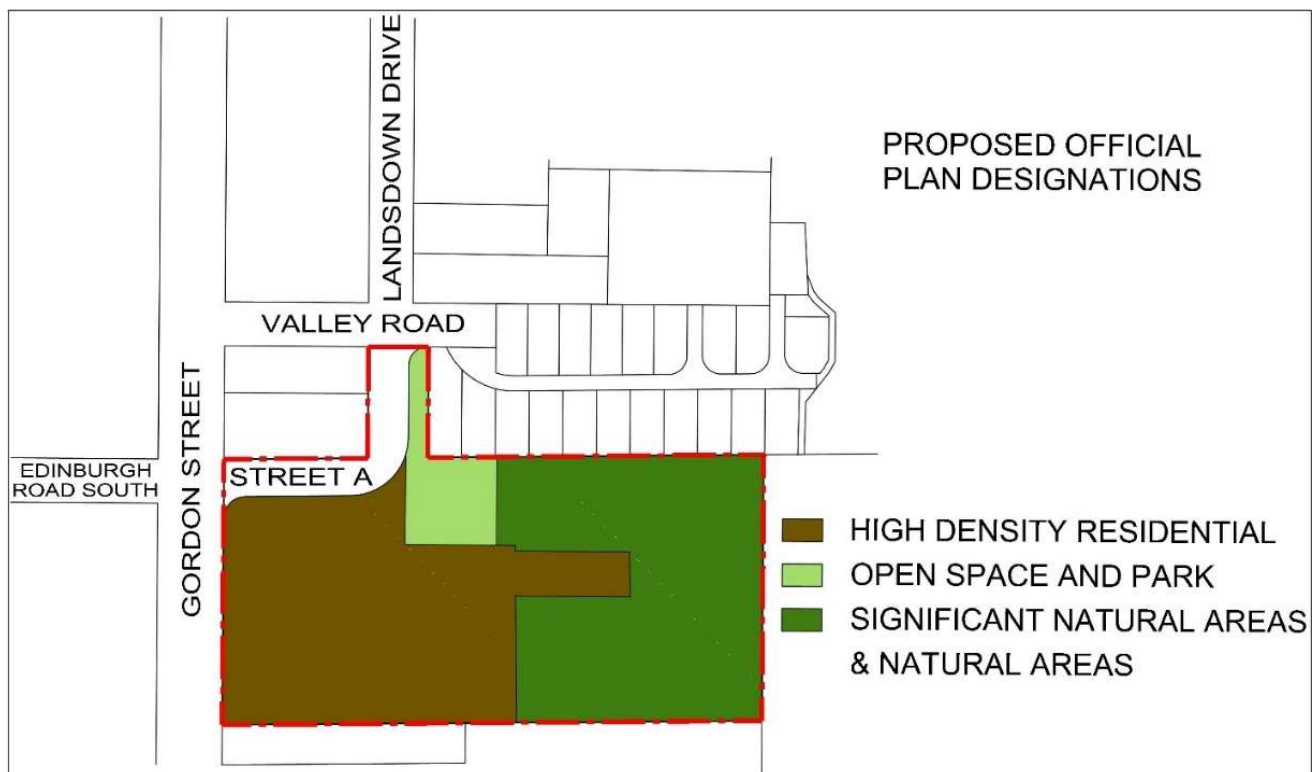 LANDSDOWN DRIVE
PROPOSED OFFICIAL
PLAN DESIGNATIONS
VALLEY ROAD
GORDON STREET
EDINBURGH
ROAD SOUTH
STREET A
HIGH DENSITY RESIDENTIAL
OPEN SPACE AND PARK
SIGNIFICANT NATURAL AREAS
& NATURAL AREAS